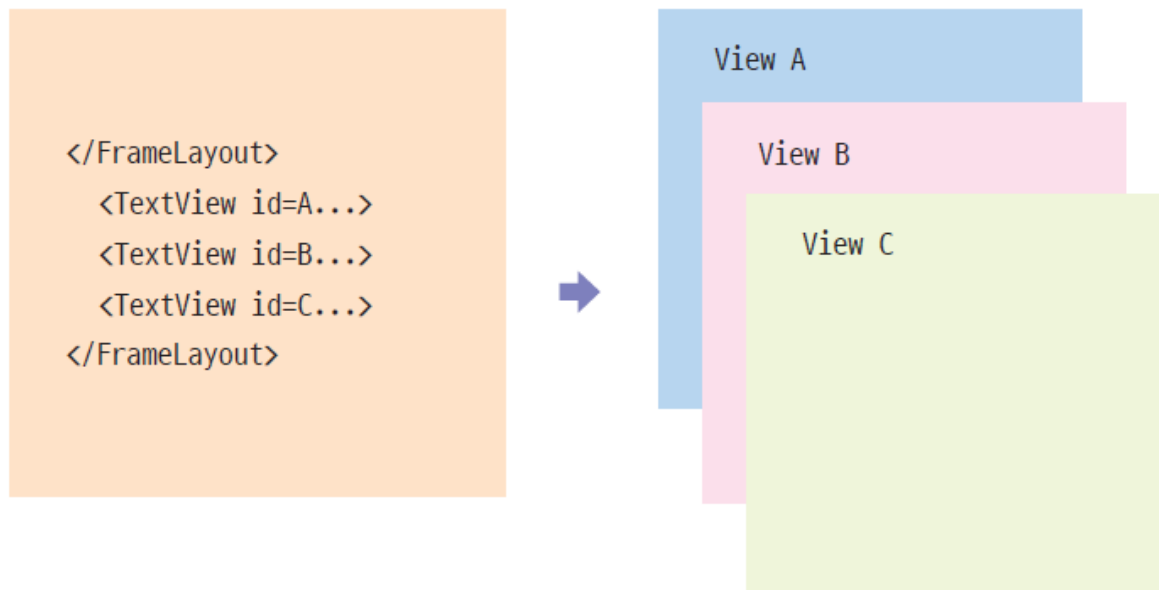 </FrameLayout>
<TextView id=A...>
<TextView id=B...>
<TextView id=C...>
</FrameLayout>
View A
View B
View C